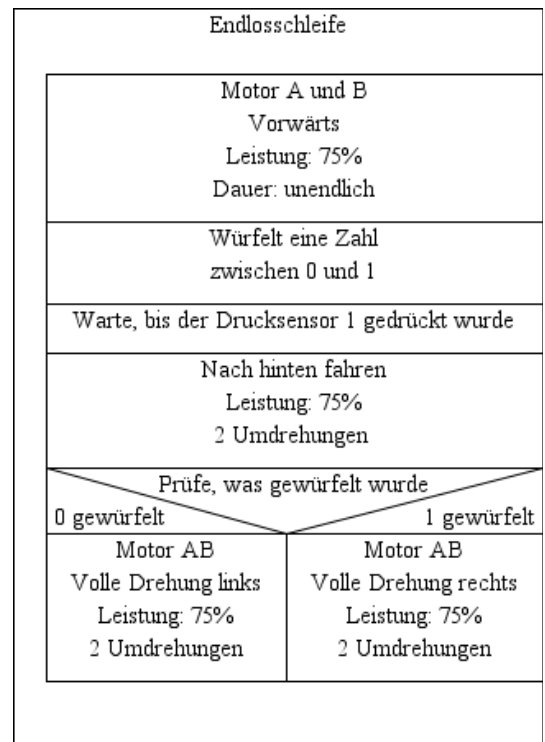 Endlosschleife
Motor A und B
Vorwärts
Leistung: 75%
Dauer: unendlich
Würfelt eine Zahl
zwischen 0 und 1
Warte, bis der Drucksensor 1 gedrückt wurde
Nach hinten fahren
Leistung: 75%
2 Umdrehungen
Prüfe, was gewürfelt wurde
0 gewürfelt
1 gewürfelt
Motor AB
Volle Drehung links
Leistung: 75%
2 Umdrehungen
Motor AB
Volle Drehung rechts
Leistung: 75%
2 Umdrehungen